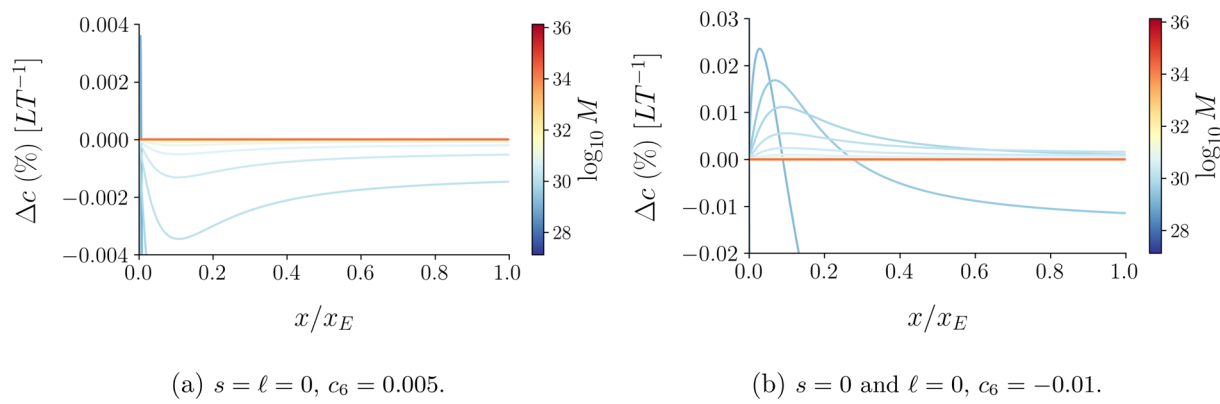 0.004
0.002
0.000
−0.002
−0.004
Δc (%) [LT⁻¹]
0.0 0.2 0.4 0.6 0.8 1.0
x/x_E
36
34
32
30
28
log₁₀ M
(a) s = ℓ = 0, c₆ = 0.005.
0.03
0.02
0.01
0.00
−0.01
−0.02
Δc (%) [LT⁻¹]
0.0 0.2 0.4 0.6 0.8 1.0
x/x_E
36
34
32
30
28
log₁₀ M
(b) s = 0 and ℓ = 0, c₆ = −0.01.